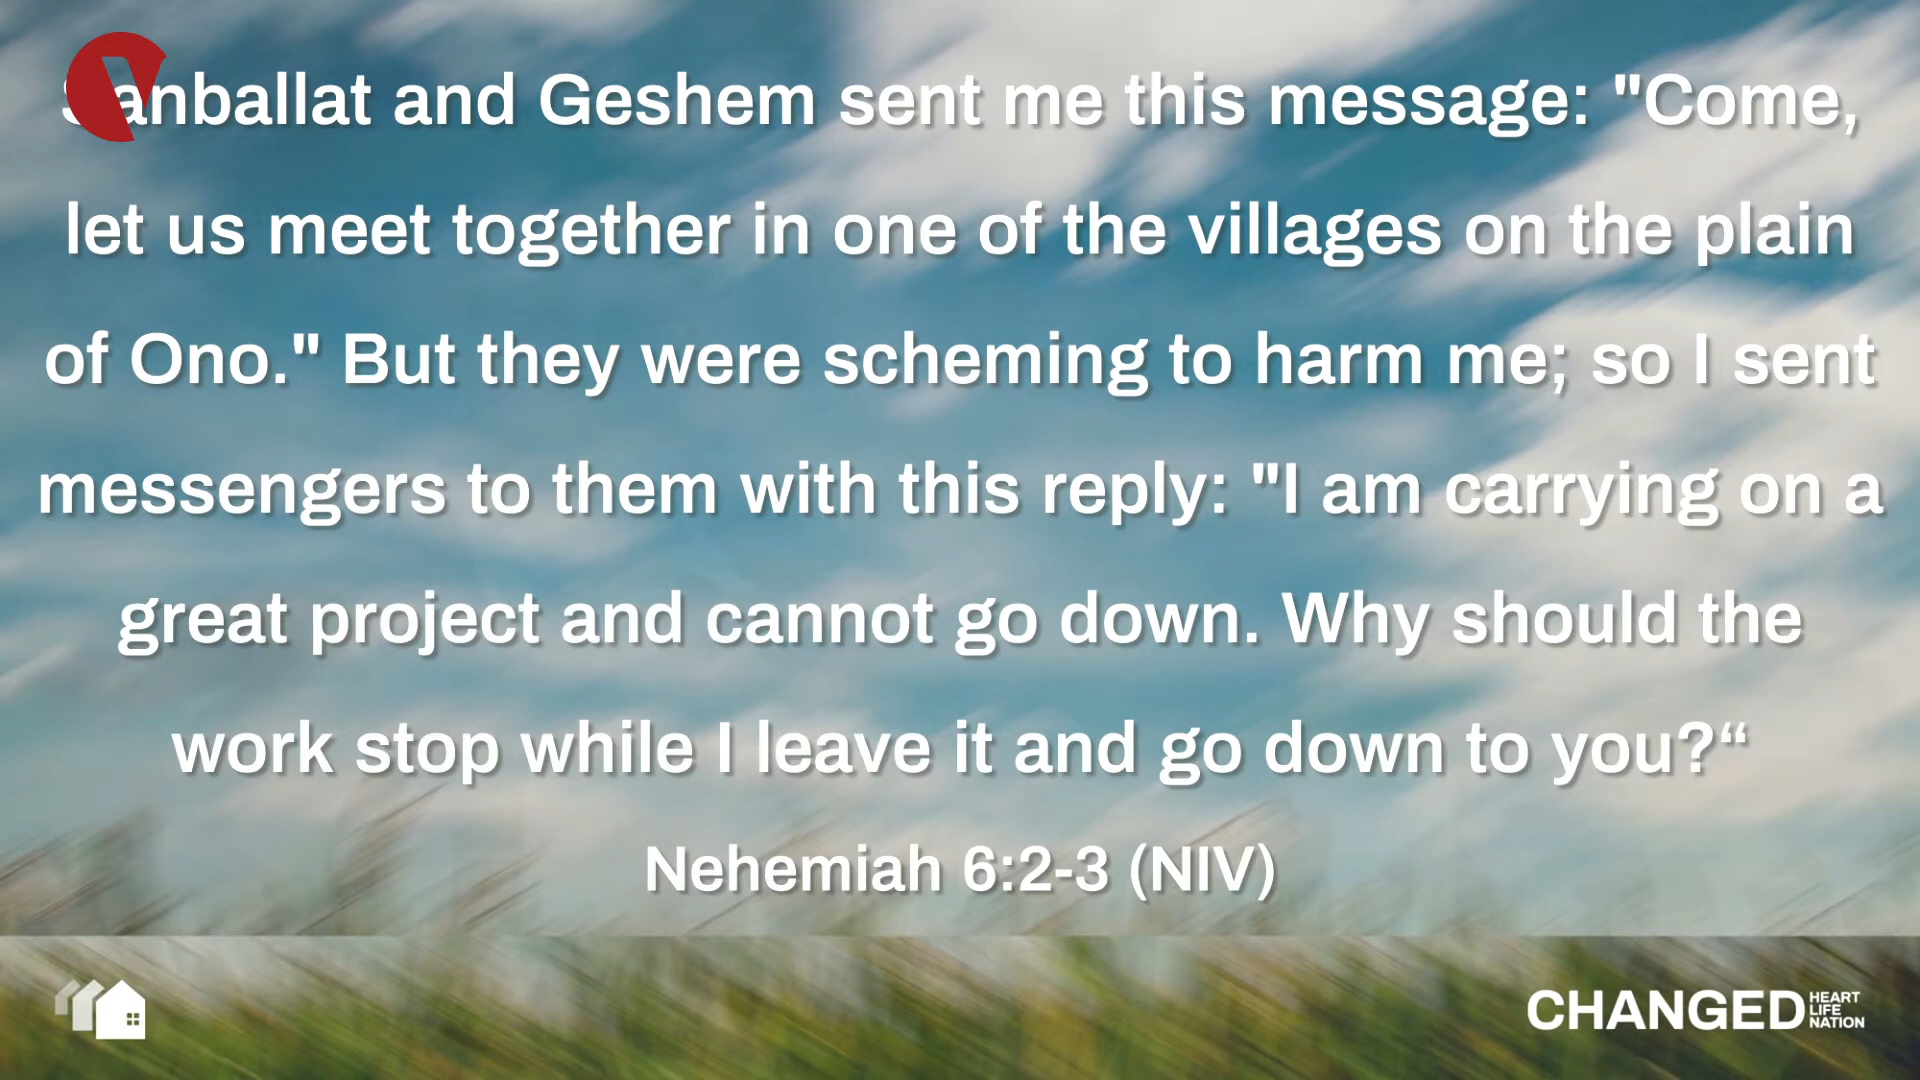 Sanballat and Geshem sent me this message: "Come,
let us meet together in one of the villages on the plain
of Ono." But they were scheming to harm me; so I sent
messengers to them with this reply: "I am carrying on a
great project and cannot go down. Why should the
work stop while I leave it and go down to you?“
Nehemiah 6:2-3 (NIV)
CHANGED HEART
LIFE
NATION